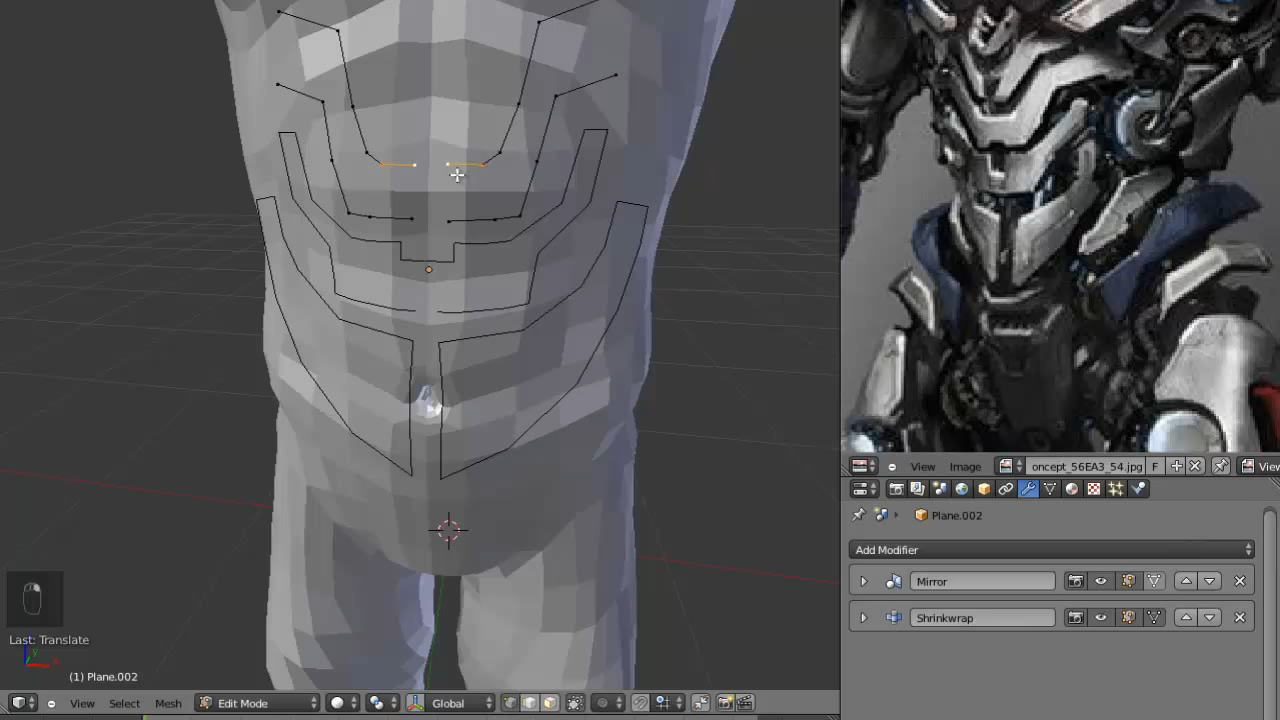 View Image oncept_56EA3_54.jpg F View
Plane.002
Add Modifier
Mirror
Shrinkwrap
Last: Translate
y
x
(1) Plane.002
View Select Mesh Edit Mode Global